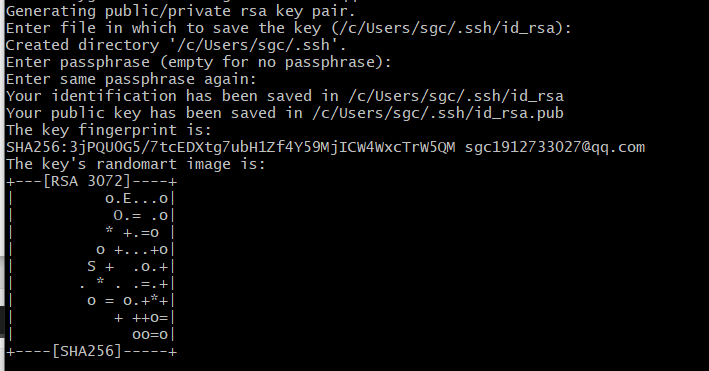 Generating public/private rsa key pair.
Enter file in which to save the key (/c/Users/sgc/.ssh/id_rsa):
Created directory '/c/Users/sgc/.ssh'.
Enter passphrase (empty for no passphrase):
Enter same passphrase again:
Your identification has been saved in /c/Users/sgc/.ssh/id_rsa
Your public key has been saved in /c/Users/sgc/.ssh/id_rsa.pub
The key fingerprint is:
SHA256:3jPQUOG5/7tcEDXtg7ubH1Zf4Y59MjICW4WxcTrW5QM sgc1912733027@qq.com
The key's randomart image is:
+---[RSA 3072]----+
|          o.E...o|
|           O.= .o|
|          * +.=o |
|         o +...+o|
|        S +  .o.+|
|       . * . .=.+|
|        o = o.+*+|
|           + ++o=|
|             oo=o|
+----[SHA256]-----+